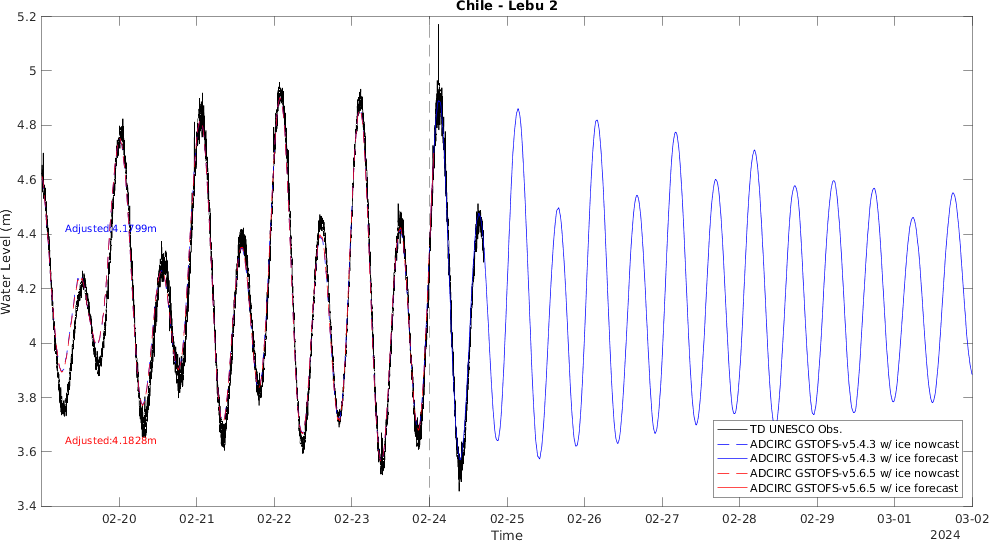 Chile - Lebu 2
5.2
5
4.8
4.6
4.4
4.2
4
3.8
3.6
3.4
Water Level (m)
Adjusted:4.1799m
Adjusted:4.1828m
TD UNESCO Obs.
ADCIRC GSTOFS-v5.4.3 w/ ice nowcast
ADCIRC GSTOFS-v5.4.3 w/ ice forecast
ADCIRC GSTOFS-v5.6.5 w/ ice nowcast
ADCIRC GSTOFS-v5.6.5 w/ ice forecast
02-20 02-21 02-22 02-23 02-24 02-25 02-26 02-27 02-28 02-29 03-01 03-02
Time
2024